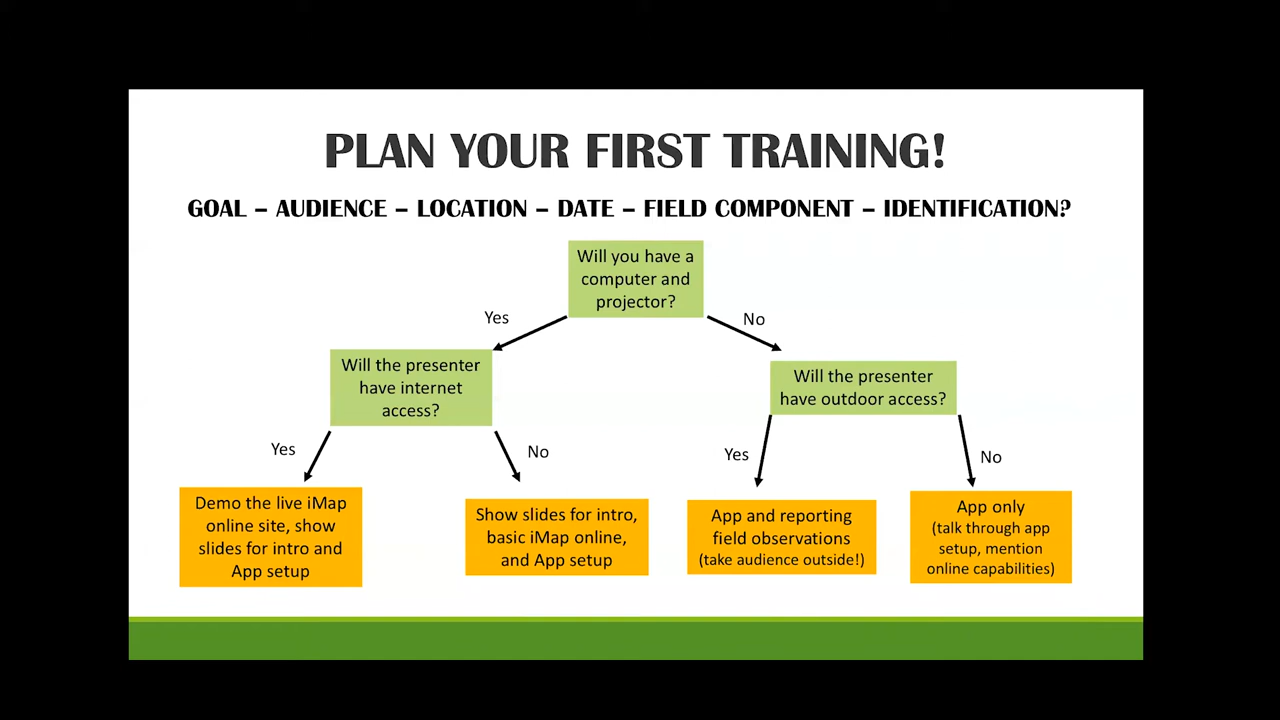 PLAN YOUR FIRST TRAINING!
GOAL – AUDIENCE – LOCATION – DATE – FIELD COMPONENT – IDENTIFICATION?
Will you have a
computer and
projector?
Yes
No
Will the presenter
have internet
access?
Will the presenter
have outdoor access?
Yes
No
Yes
No
Demo the live iMap
online site, show
slides for intro and
App setup
Show slides for intro,
basic iMap online,
and App setup
App and reporting
field observations
(take audience outside!)
App only
(talk through app
setup, mention
online capabilities)